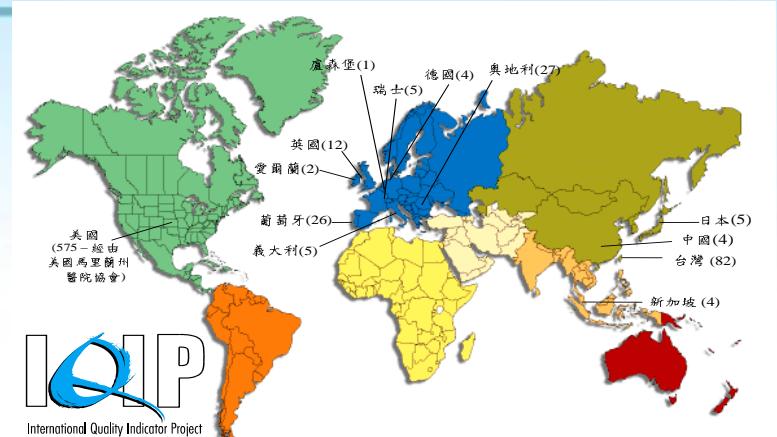 盧森堡(1)
德國(4)
奧地利(27)
瑞士(5)
英國(12)
愛爾蘭(2)
葡萄牙(26)
義大利(5)
美國
(575–經由
美國馬里蘭州
醫院協會)
日本(5)
中國(4)
台灣(82)
新加坡(4)
IQIP
International Quality Indicator Project